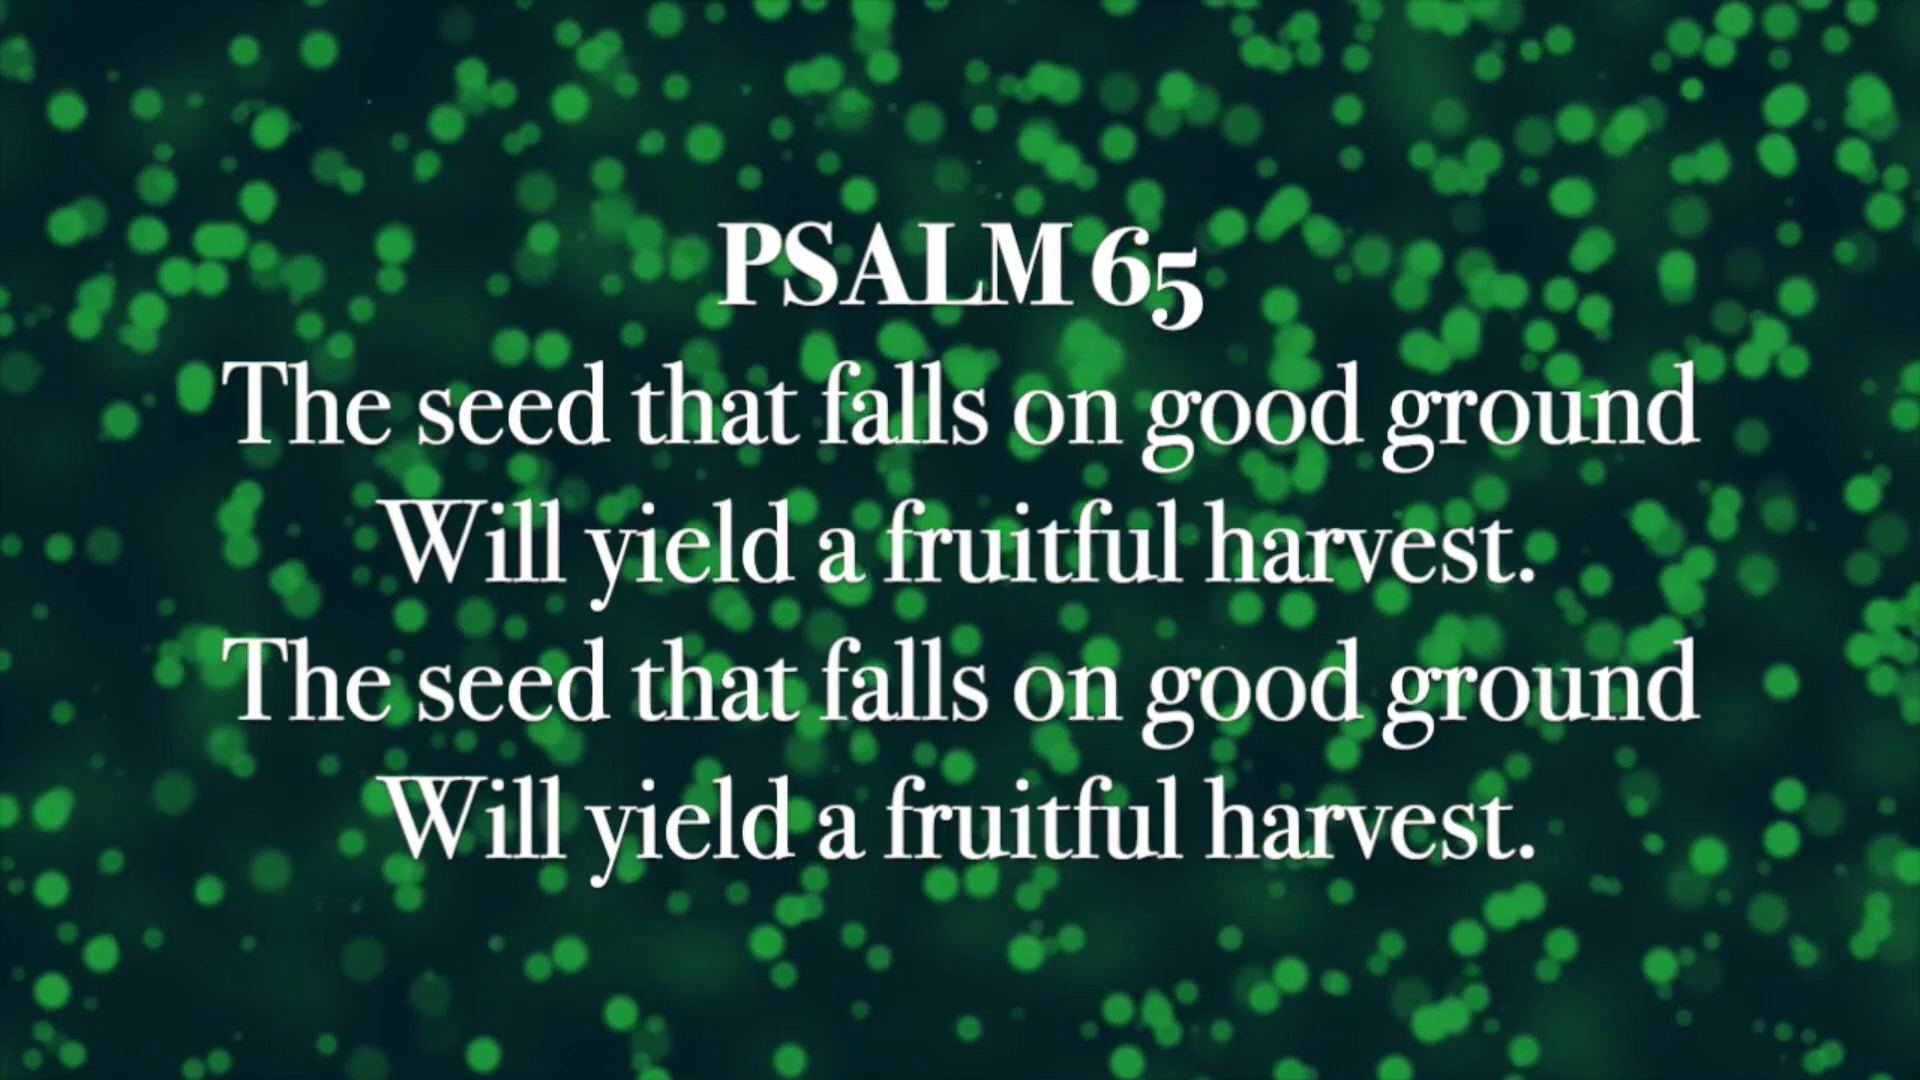 PSALM 65
The seed that falls on good ground
Will yield a fruitful harvest.
The seed that falls on good ground
Will yield a fruitful harvest.